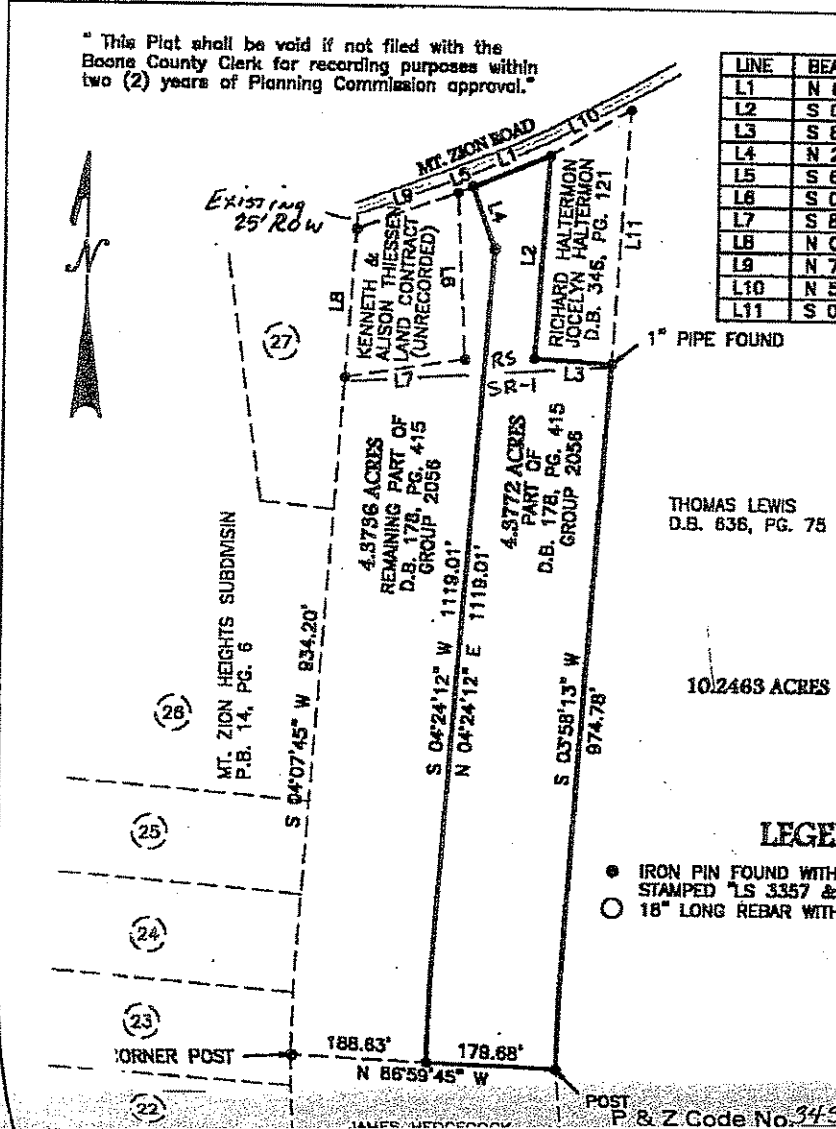 " This Plat shall be void if not filed with the
Boone County Clerk for recording purposes within
two (2) years of Planning Commission approval."
LINE
L1 N
L2 S
L3 S
L4 N
L5 S
L6 S
L7 S
L8 N
L9 N 7
L10 N 5
L11 S 0
MT. ZION ROAD
L9
L5
L1
L10
Existing
25' ROW
N
L8
KENNETH &
ALISON THIESSEN
LAND CONTRACT
(UNRECORDED)
L6
L4
L2
RICHARD HALTERMON
JOCELYN HALTERMON
D.B. 346, PG. 121
L11
27
L7
RS
SR-1
L3
1" PIPE FOUND
4.3736 ACRES
REMAINING PART OF
D.B. 178, PG. 415
GROUP 2056
4.3772 ACRES
PART OF
D.B. 178, PG. 415
GROUP 2056
THOMAS LEWIS
D.B. 636, PG. 75
MT. ZION HEIGHTS SUBDIVISIN
P.B. 14, PG. 6
S 04°07'45" W 934.20'
S 04°24'12" W 1119.01'
N 04°24'12" E 1119.01'
S 03°58'13" W
974.78'
10.2463 ACRES
26
25
24
23
22
LEGE
IRON PIN FOUND WITH
STAMPED "LS 3357 &
18" LONG REBAR WITH
CORNER POST
188.63'
179.68'
N 86°59'45" W
POST
P & Z Code No.